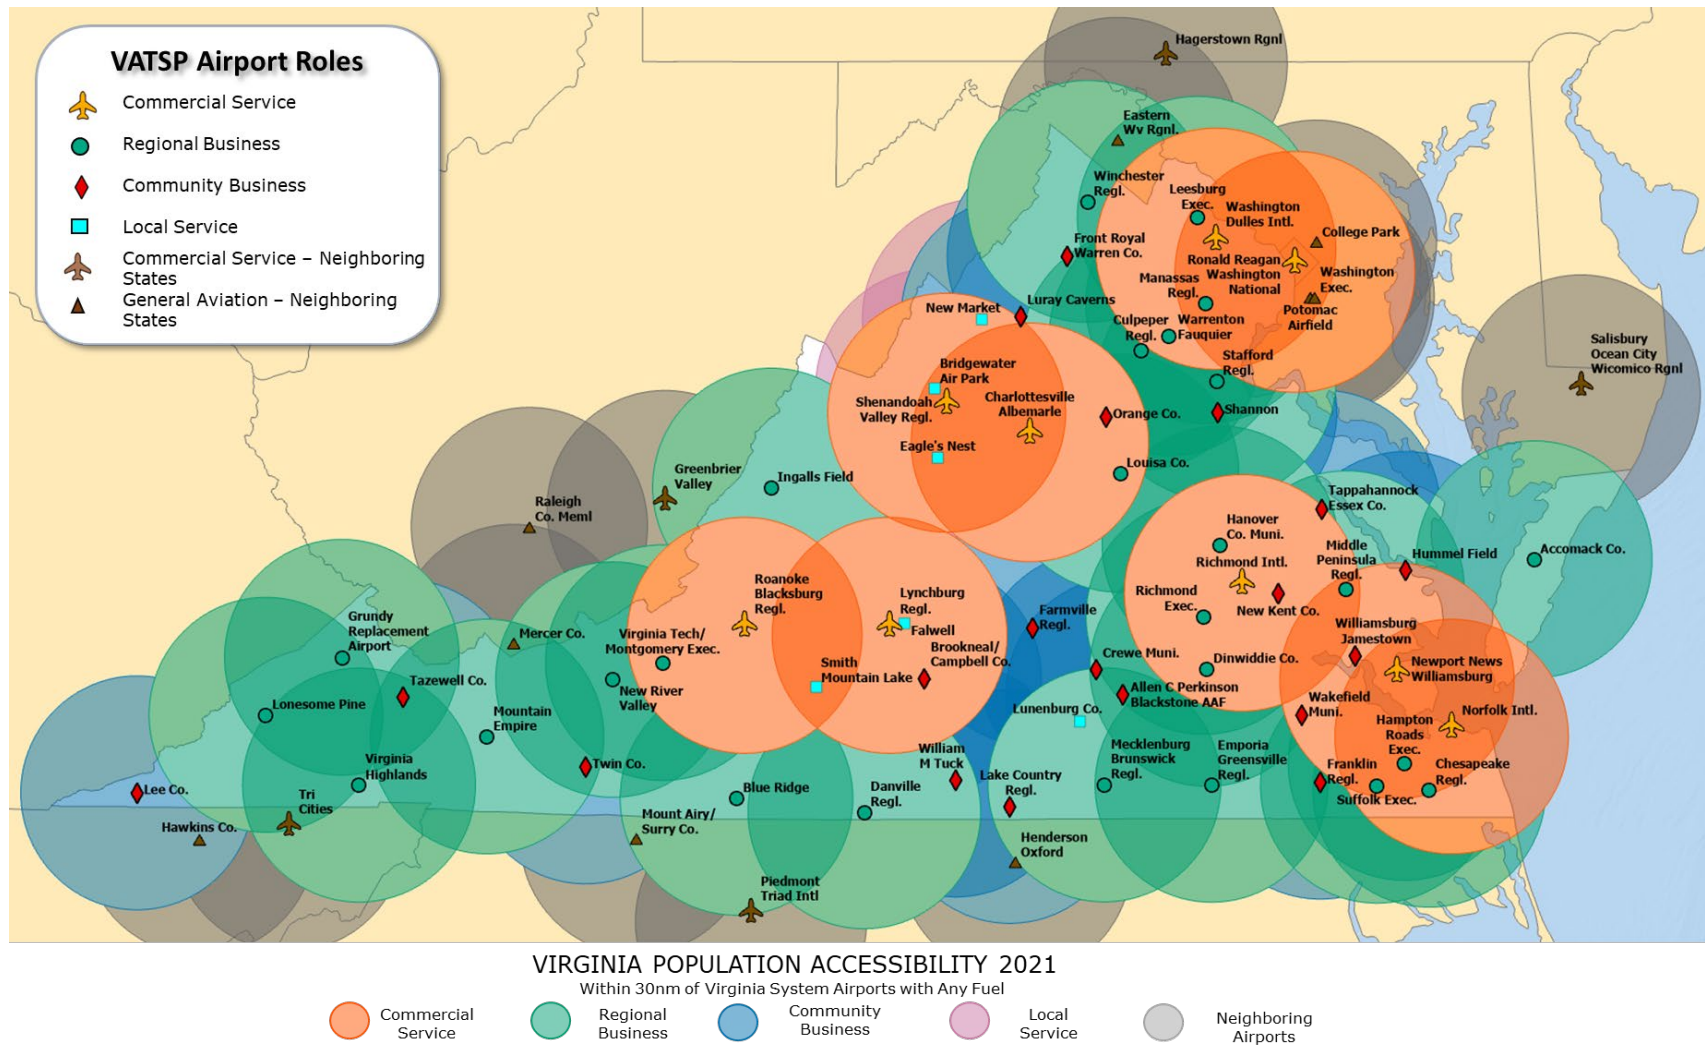 VATSP Airport Roles
Commercial Service
Regional Business
Community Business
Local Service
Commercial Service – Neighboring
States
General Aviation – Neighboring
States
Hagerstown Rgnl
Eastern
Wv Rgnl.
Winchester
Regl.
Leesburg
Exec.
Washington
Dulles Intl.
College Park
Front Royal
Warren Co.
Ronald Reagan
Washington
National
Washington
Exec.
Manassas
Regl.
Potomac
Airfield
New Market
Luray Caverns
Culpeper
Regl.
Warrenton
Fauquier
Stafford
Regl.
Salisbury
Ocean City
Wicomico Rgnl
Bridgewater
Air Park
Shenandoah
Valley Regl.
Charlottesville
Albemarle
Orange Co.
Shannon
Eagle's Nest
Louisa Co.
Greenbrier
Valley
Ingalls Field
Raleigh
Co. Meml
Tappahannock
Essex Co.
Hanover
Co. Muni.
Richmond Intl.
Middle
Peninsula
Regl.
Hummel Field
Accomack Co.
Roanoke
Blacksburg
Regl.
Lynchburg
Regl.
Falwell
Farmville
Regl.
Richmond
Exec.
New Kent Co.
Williamsburg
Jamestown
Grundy
Replacement
Airport
Mercer Co.
Virginia Tech/
Montgomery Exec.
Brookneal/
Campbell Co.
Smith
Mountain Lake
Crewe Muni.
Dinwiddie Co.
Newport News
Williamsburg
Tazewell Co.
New River
Valley
Allen C Perkinson
Blackstone AAF
Wakefield
Muni.
Lonesome Pine
Mountain
Empire
Lunenburg Co.
Norfolk Intl.
Hampton
Roads
Exec.
Virginia
Highlands
Twin Co.
William
M Tuck
Mecklenburg
Brunswick
Regl.
Emporia
Greensville
Regl.
Franklin
Regl.
Chesapeake
Regl.
Suffolk Exec.
Lee Co.
Tri
Cities
Blue Ridge
Danville
Regl.
Lake Country
Regl.
Hawkins Co.
Mount Airy/
Surry Co.
Henderson
Oxford
Piedmont
Triad Intl
VIRGINIA POPULATION ACCESSIBILITY 2021
Within 30nm of Virginia System Airports with Any Fuel
Commercial
Service
Regional
Business
Community
Business
Local
Service
Neighboring
Airports